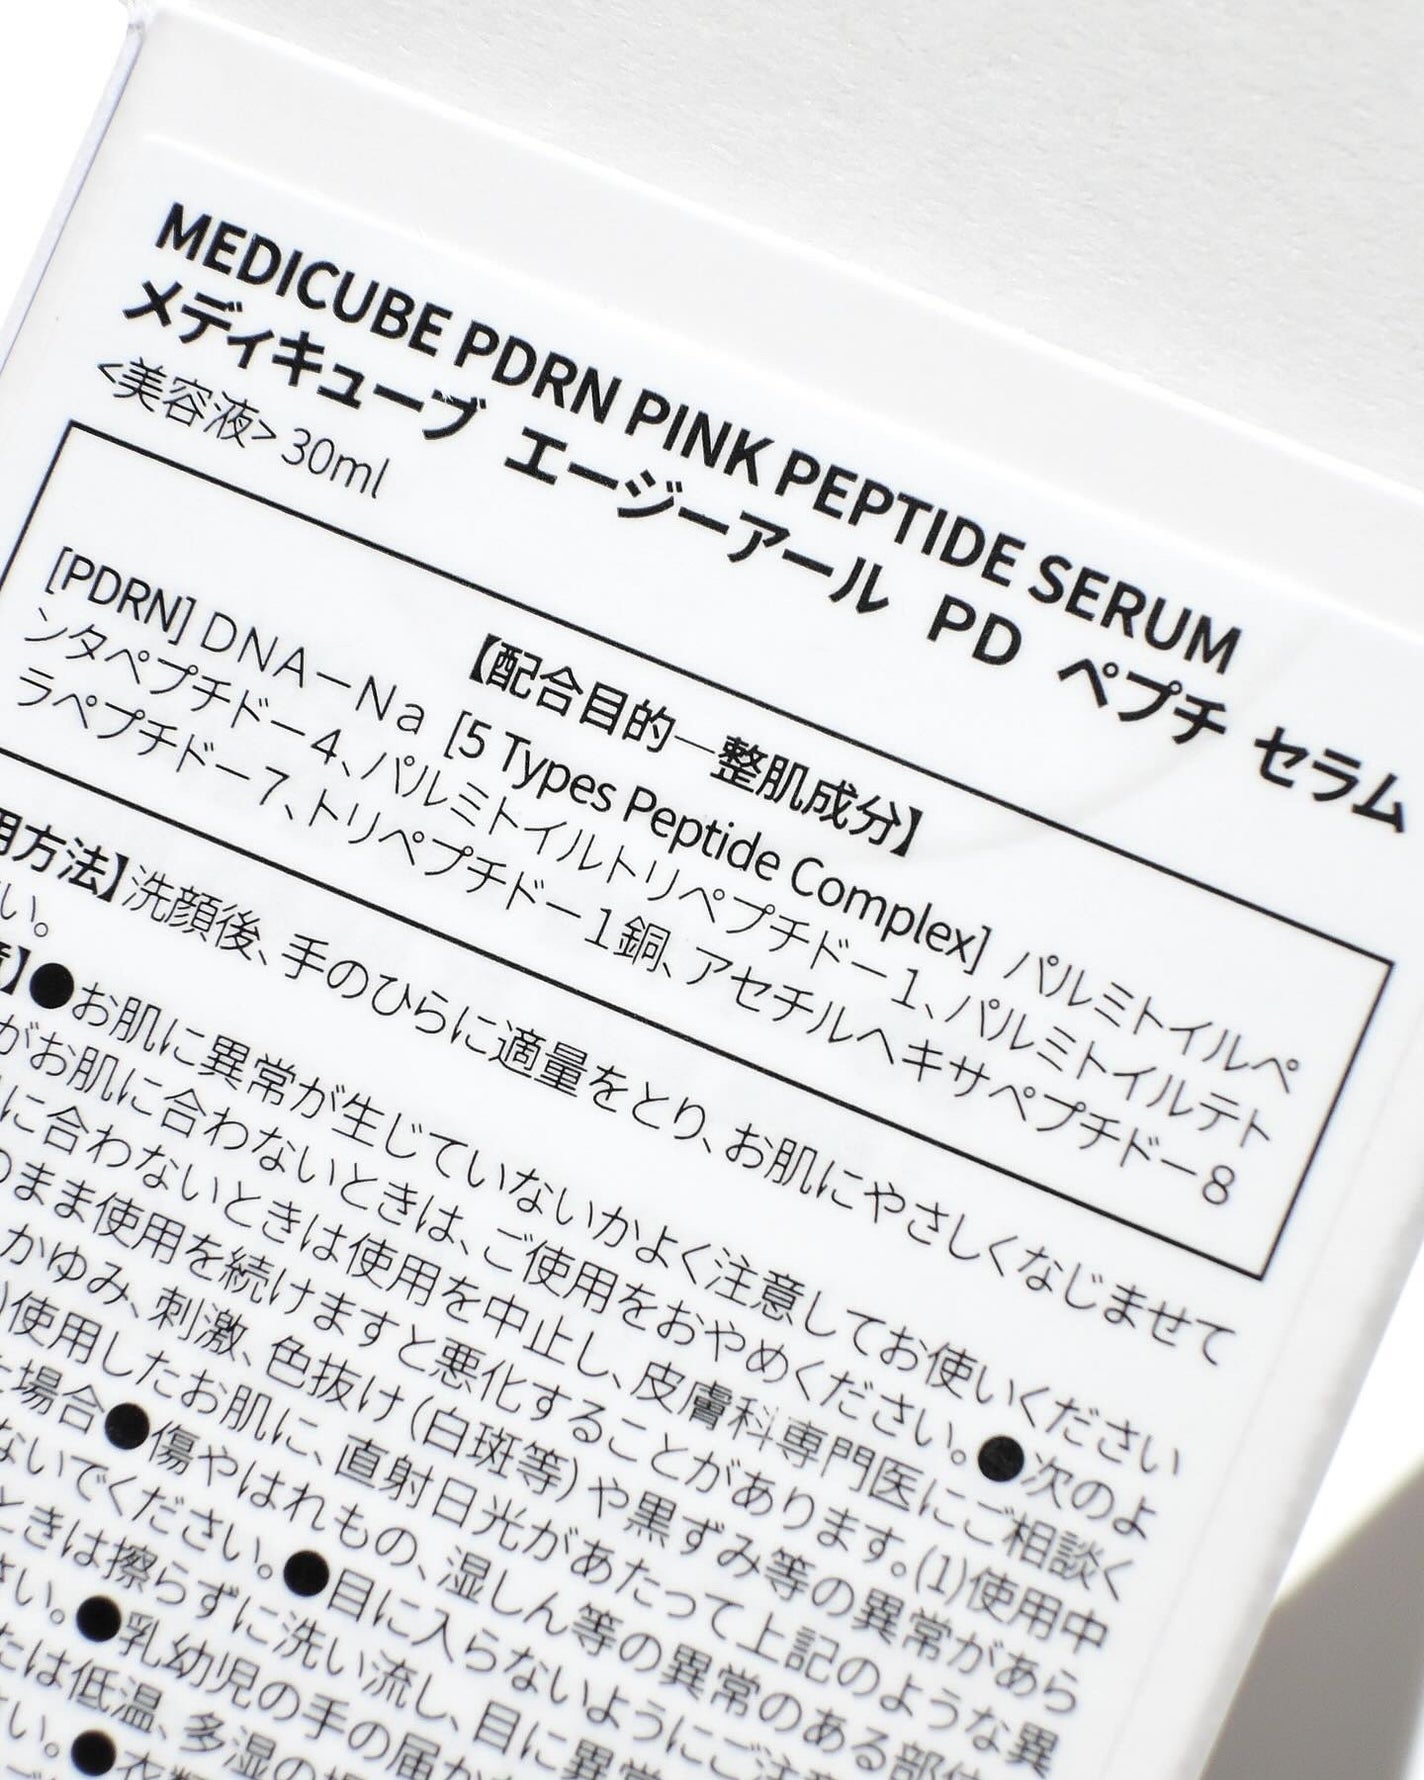 MEDICUBE PDRN PINK PEPTIDE SERUM
メディキューブ エージーアール PD ペプチ セラム
<美容液> 30ml
【配合目的—整肌成分】
[PDRN] DNA－Na [5 Types Peptide Complex] パルミトイルペ
ンタペプチドー4、パルミトイルトリペプチドー1、パルミトイルテト
ラペプチドー7、トリペプチドー1銅、アセチルヘキサペプチドー8
用方法】洗顔後、手のひらに適量をとり、お肌にやさしくなじませて
い。
】●お肌に異常が生じていないかよく注意してお使いください
がお肌に合わないときは、ご使用をおやめください。●次のよ
に合わないときは使用を中止し、皮膚科専門医にご相談く
のまま使用を続けますと悪化することがあります。(1)使用中
かゆみ、刺激、色抜け（白斑等）や黒ずみ等の異常があら
)使用したお肌に、直射日光があたって上記のような異
た場合●傷やはれもの、湿しん等の異常のある部位
ないでください。●目に入らないようにご注
ときは擦らずに洗い流し、目に異常
さい。●乳幼児の手の届か
たは低温、多湿の
い。●衣類